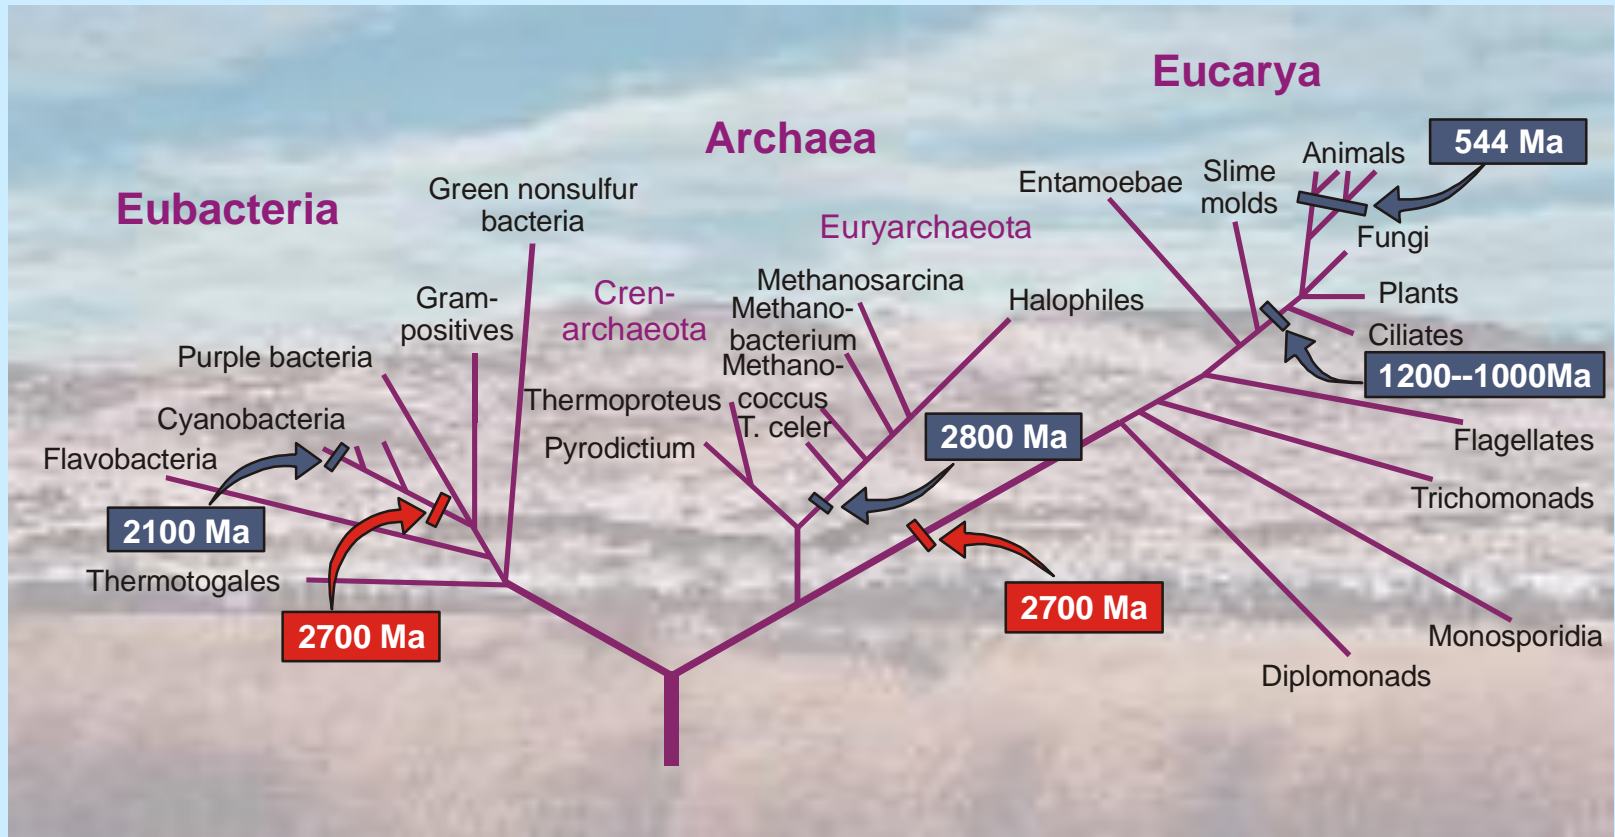 Eucarya
Archaea
Eubacteria
544 Ma
Animals
Slime
molds
Entamoebae
Green nonsulfur
bacteria
Euryarchaeota
Fungi
Cren-
archaeota
Methanosarcina
Methano-
bacterium
Methano-
coccus
T. celer
Halophiles
Plants
Ciliates
Gram-
positives
Purple bacteria
1200--1000Ma
Thermoproteus
Pyrodictium
Cyanobacteria
Flavobacteria
2800 Ma
Flagellates
Trichomonads
2100 Ma
Thermotogales
2700 Ma
2700 Ma
Monosporidia
Diplomonads